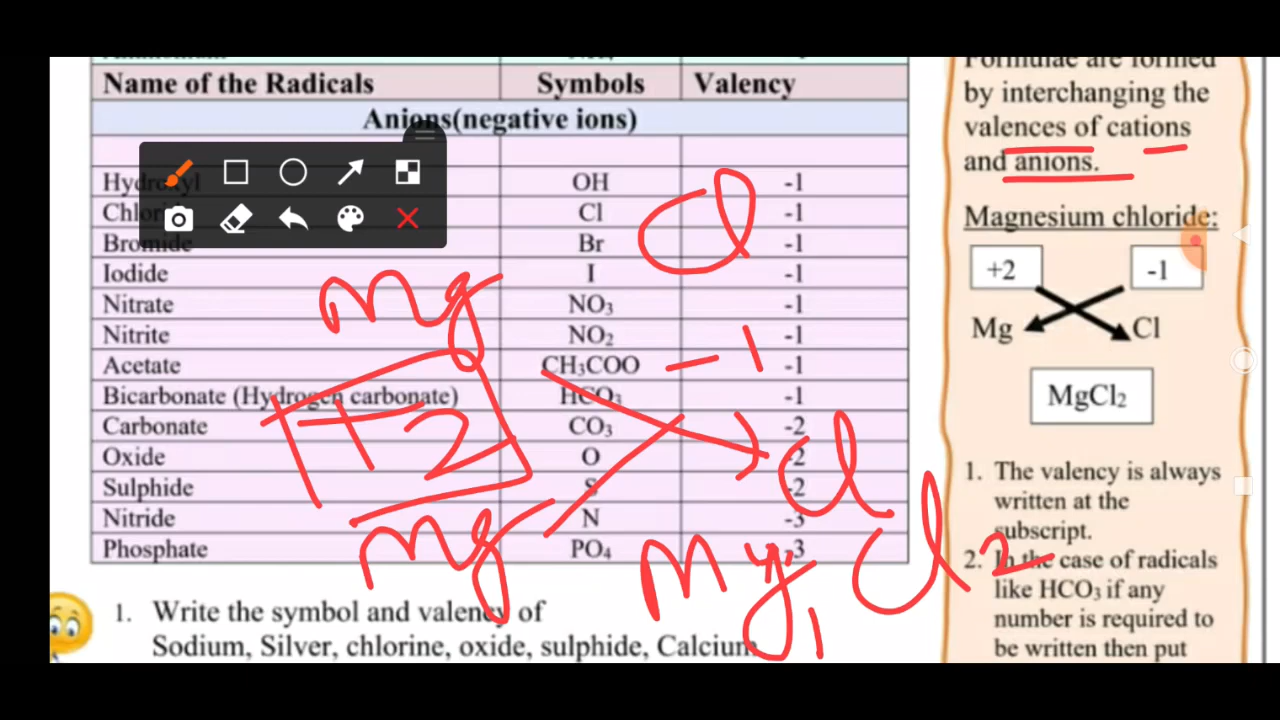 Name of the Radicals Symbols Valency
Anions(negative ions)
Hydroxyl OH -1
Chloride Cl -1
Bromide Br -1
Iodide I -1
Nitrate NO₃ -1
Nitrite NO₂ -1
Acetate CH₃COO -1
Bicarbonate (Hydrogen carbonate) HCO₃ -1
Carbonate CO₃ -2
Oxide O -2
Sulphide S -2
Nitride N -3
Phosphate PO₄ -3
1. Write the symbol and valency of
Sodium, Silver, chlorine, oxide, sulphide, Calcium
Mg Cl
+2 -1
Mg Cl
Mg1 Cl2
Formulae are formed
by interchanging the
valences of cations
and anions.
Magnesium chloride:
+2 -1
Mg Cl
MgCl₂
1. The valency is always
written at the
subscript.
2. In the case of radicals
like HCO₃ if any
number is required to
be written then put